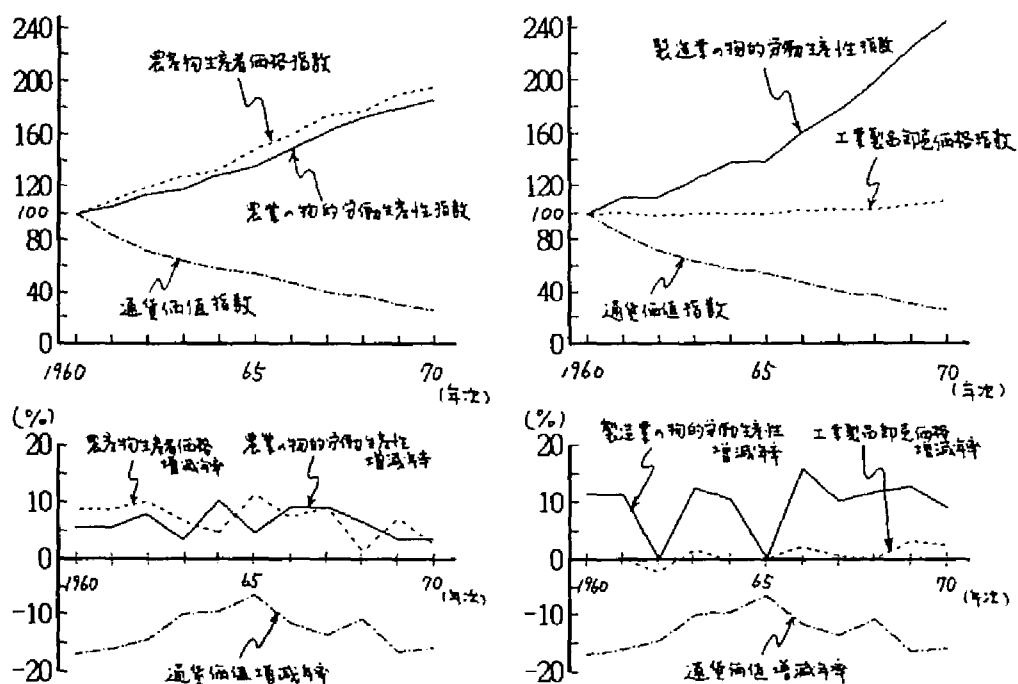 240
200
160
120
100
80
40
0
1960
65
70
(年次)
農産物生産者価格指数
農業の物的労働生産性指数
通貨価値指数
240
200
160
120
100
80
40
0
1960
65
70
(年次)
製造業の物的労働生産性指数
工業製品卸売価格指数
通貨価値指数
(%)
20
10
0
-10
-20
1960
65
70
(年次)
農産物生産者価格
増減年率
農業の物的労働生産性
増減年率
通貨価値増減年率
(%)
20
10
0
-10
-20
1960
65
70
(年次)
製造業の物的労働生産性
増減年率
工業製品卸売価格
増減年率
通貨価値増減年率